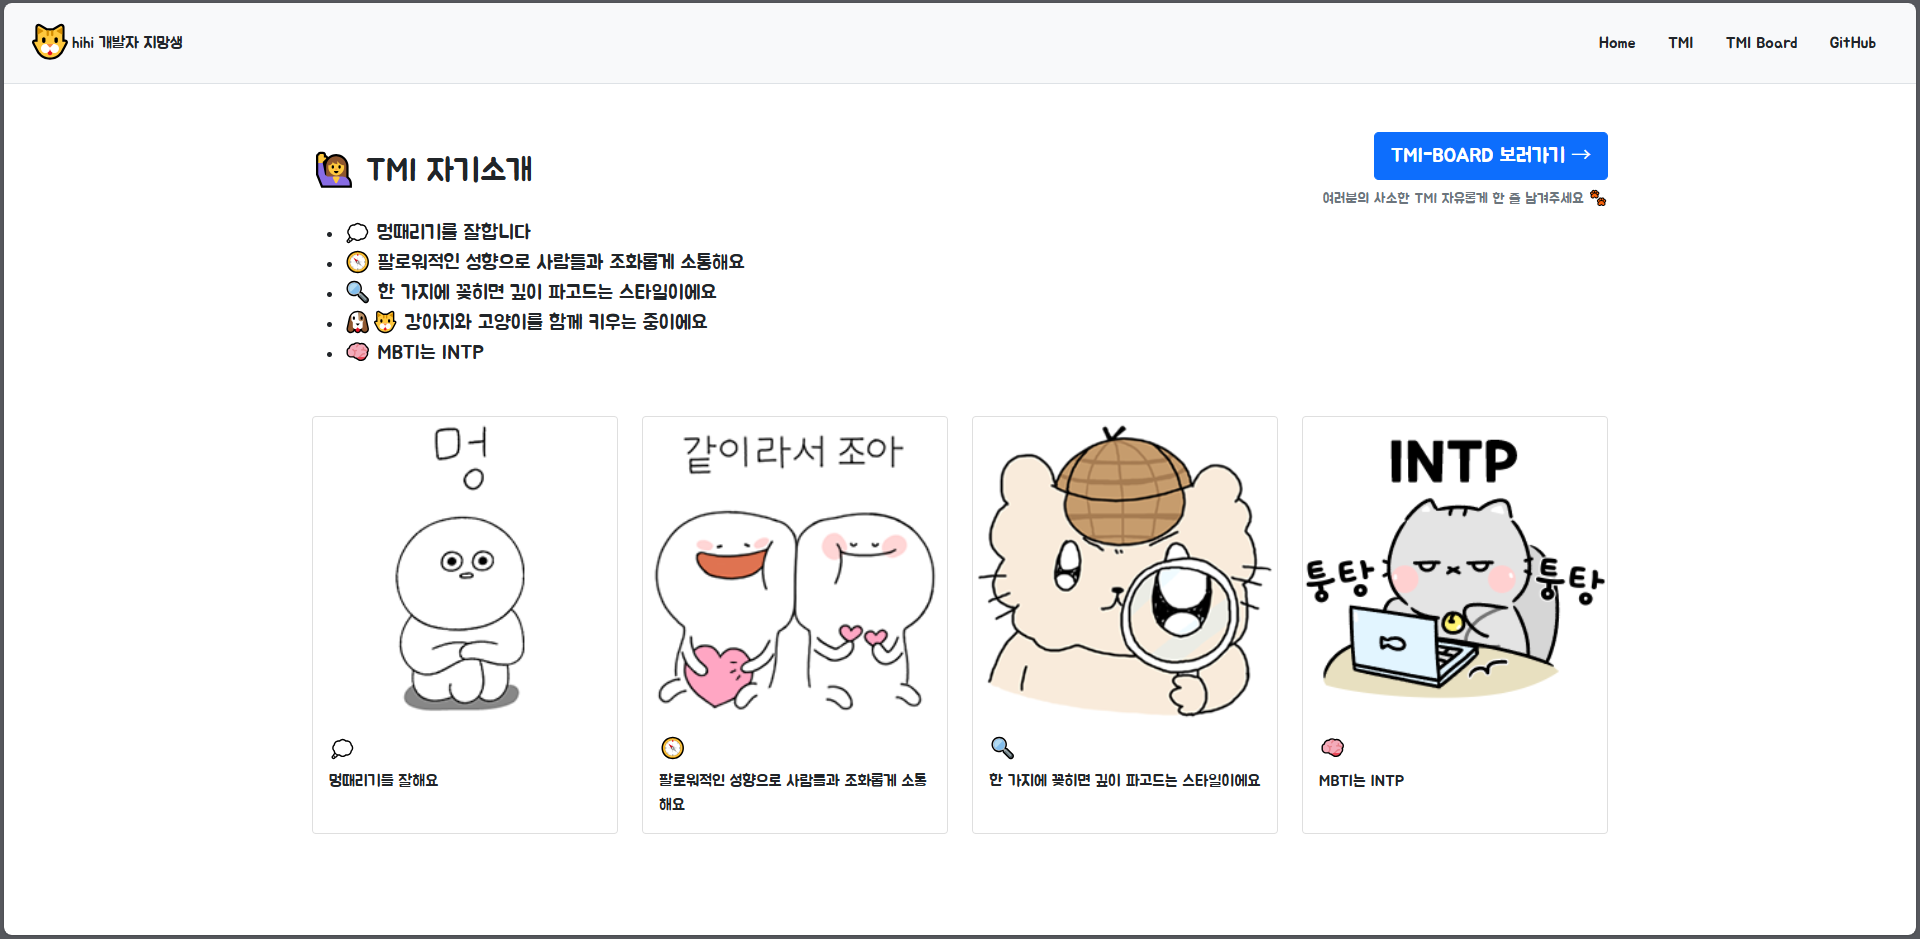 hihi 개발자 지망생
Home TMI TMI Board GitHub
TMI 자기소개
TMI-BOARD 보러가기 →
여러분의 사소한 TMI 자유롭게 한 줄 남겨주세요
멍때리기를 잘합니다
팔로워적인 성향으로 사람들과 조화롭게 소통해요
한 가지에 꽂히면 깊이 파고드는 스타일이에요
강아지와 고양이를 함께 키우는 중이에요
MBTI는 INTP
멍
멍때리기를 잘해요
같이라서 조아
팔로워적인 성향으로 사람들과 조화롭게 소통
해요
한 가지에 꽂히면 깊이 파고드는 스타일이에요
INTP
퉁탕 퉁탕
MBTI는 INTP